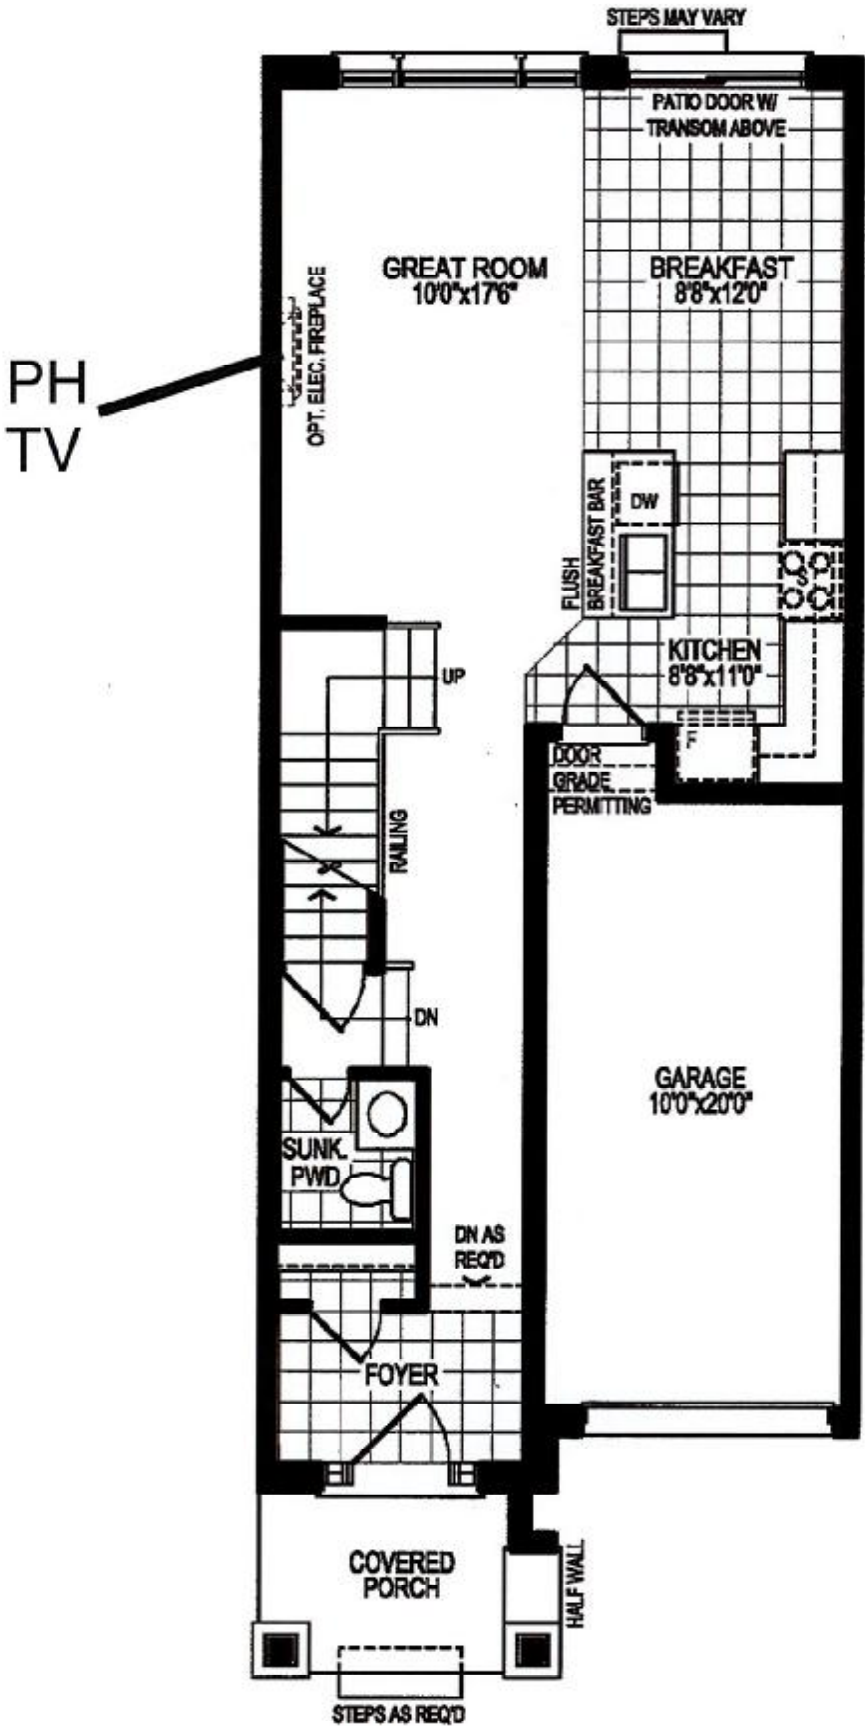 STEPS MAY VARY
PATIO DOOR W/
TRANSOM ABOVE
GREAT ROOM
10'0"x17'6"
BREAKFAST
8'8"x12'0"
OPT. ELEC. FIREPLACE
PH
TV
FLUSH
BREAKFAST BAR
DW
S
KITCHEN
8'8"x11'0"
UP
F
DOOR
GRADE
PERMITTING
RAILING
DN
GARAGE
10'0"x20'0"
SUNK.
PWD
DN AS
REQ'D
FOYER
COVERED
PORCH
HALF WALL
STEPS AS REQ'D